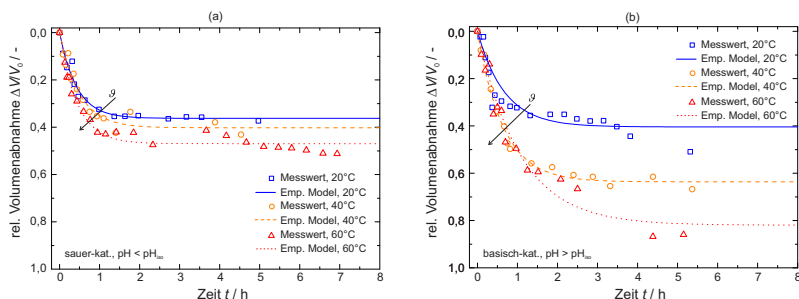 (a)
rel. Volumenabnahme ΔV/V₀ / -
0,0
0,2
0,4
0,6
0,8
1,0
ϑ
Messwert, 20°C
Emp. Model, 20°C
Messwert, 40°C
Emp. Model, 40°C
Messwert, 60°C
Emp. Model, 60°C
sauer-kat., pH < pHiso
0 1 2 3 4 5 6 7 8
Zeit t / h
(b)
rel. Volumenabnahme ΔV/V₀ / -
0,0
0,2
0,4
0,6
0,8
1,0
ϑ
Messwert, 20°C
Emp. Model, 20°C
Messwert, 40°C
Emp. Model, 40°C
Messwert, 60°C
Emp. Model, 60°C
basisch-kat., pH > pHiso
0 1 2 3 4 5 6 7 8
Zeit t / h